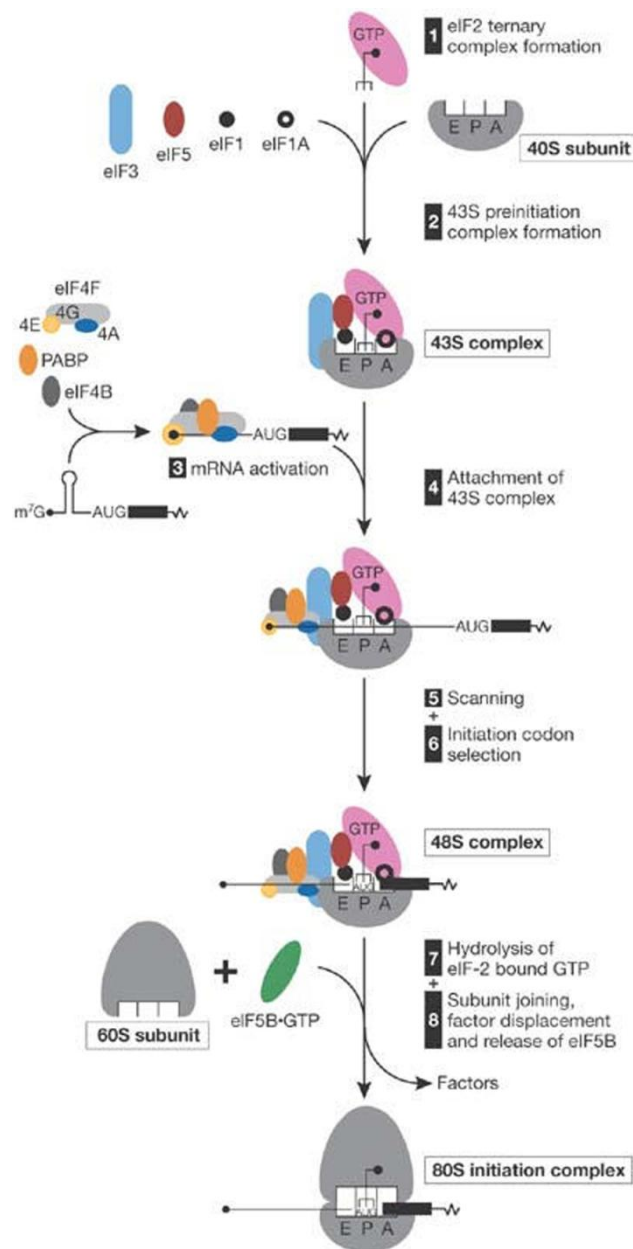 GTP
1 eIF2 ternary
complex formation
eIF3
eIF5
eIF1
eIF1A
E P A
40S subunit
2 43S preinitiation
complex formation
eIF4F
4G
4E
4A
PABP
eIF4B
GTP
E P A
43S complex
AUG
3 mRNA activation
m⁷G
AUG
4 Attachment of
43S complex
GTP
E P A
AUG
5 Scanning
+
6 Initiation codon
selection
GTP
48S complex
AUG
E P A
60S subunit
+
eIF5B•GTP
7 Hydrolysis of
eIF-2 bound GTP
+
8 Subunit joining,
factor displacement
and release of eIF5B
Factors
80S initiation complex
AUG
E P A